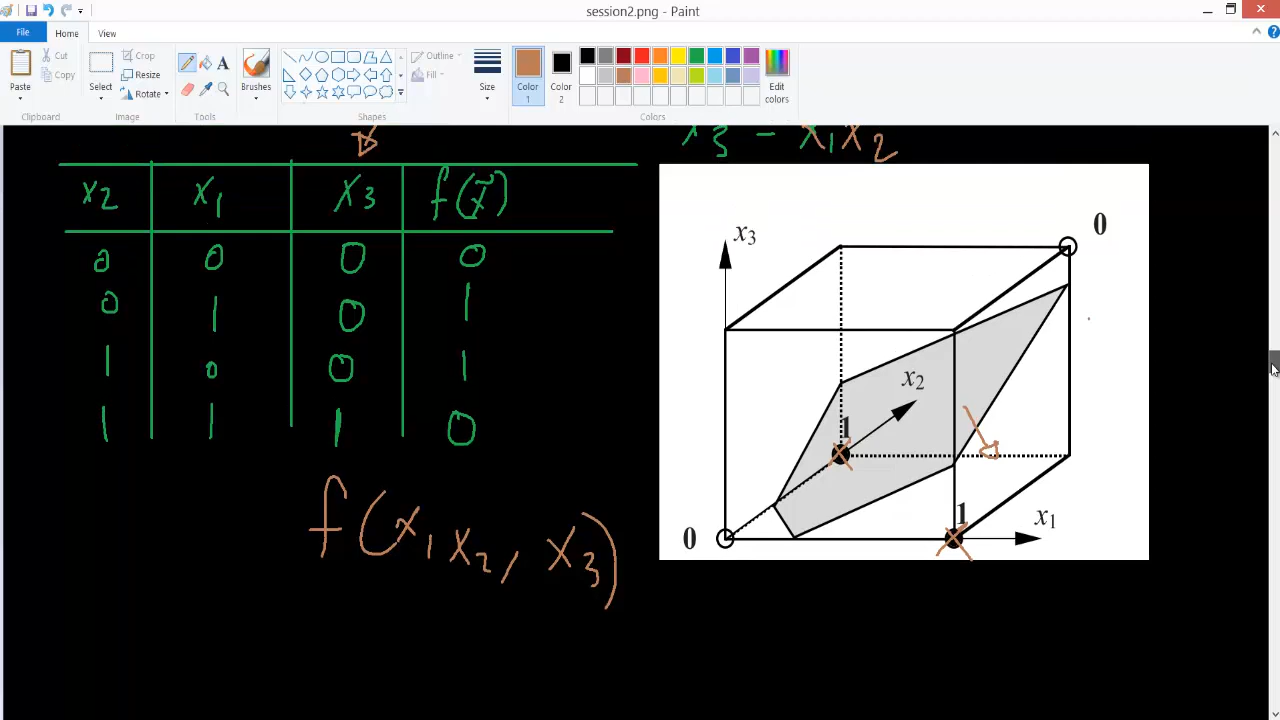 session2.png - Paint
File Home View
Paste Cut Copy Clipboard
Select Crop Resize Rotate Image
Tools
Brushes
Shapes Outline Fill
Size
Color 1 Color 2 Edit colors Colors
x3 = x1x2
x2 x1 x3 f(x̃)
0 0 0 0
0 1 0 1
1 0 0 1
1 1 1 0
f(x1x2, x3)
x3
0
x2
1
1
x1
0